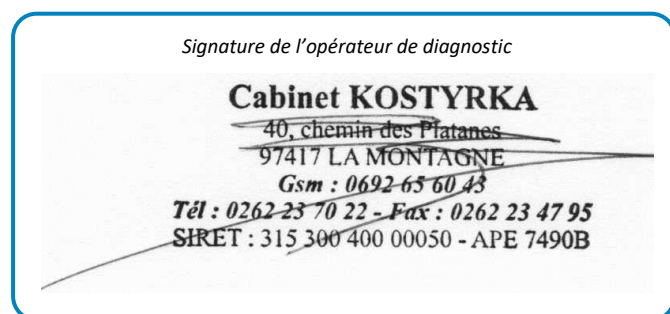 Signature de l'opérateur de diagnostic
Cabinet KOSTYRKA
40, chemin des Platanes
97417 LA MONTAGNE
Gsm : 0692 65 60 43
Tél : 0262 23 70 22 - Fax : 0262 23 47 95
SIRET : 315 300 400 00050 - APE 7490B